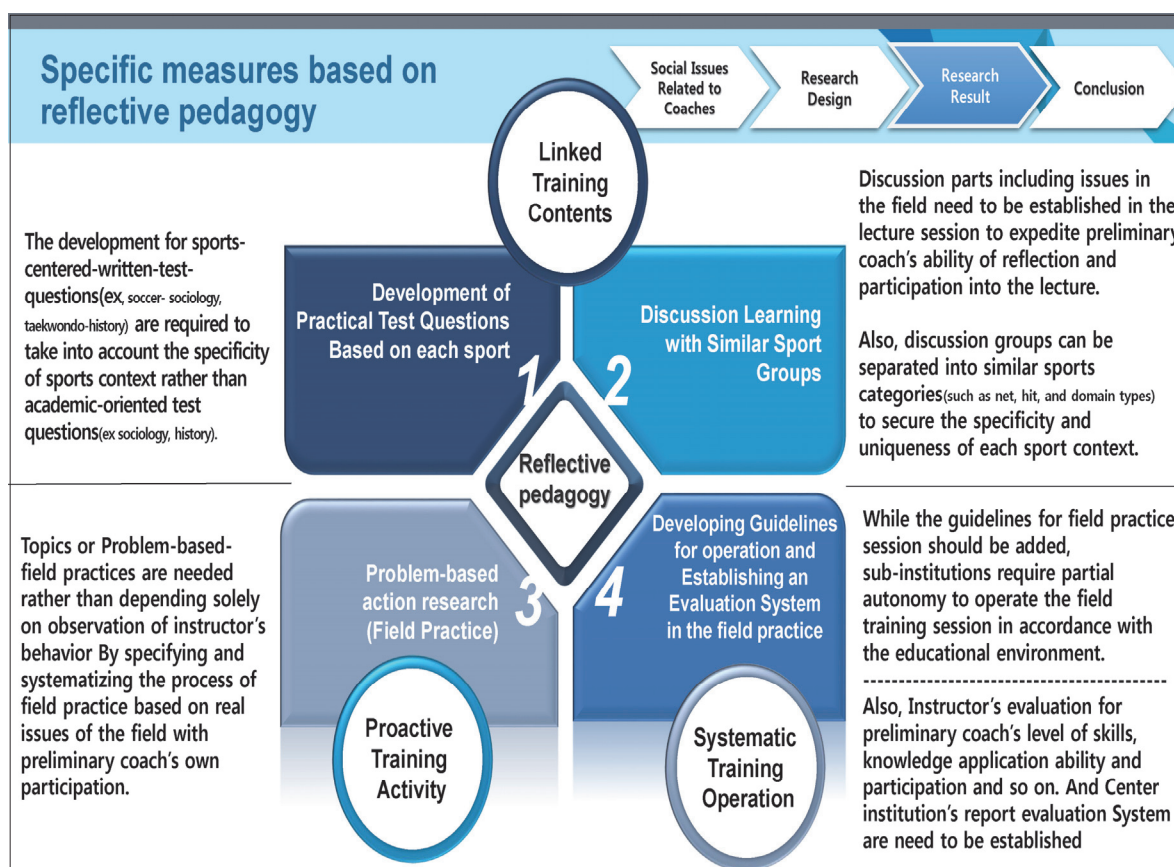 Specific measures based on
reflective pedagogy
Social Issues
Related to
Coaches
Research
Design
Research
Result
Conclusion
Linked
Training
Contents
The development for sports-
centered-written-test-
questions(ex, soccer- sociology,
taekwondo-history) are required to
take into account the specificity
of sports context rather than
academic-oriented test
questions(ex sociology, history).
Development of
Practical Test Questions
Based on each sport
1
Discussion Learning
with Similar Sport
Groups
2
Discussion parts including issues in
the field need to be established in the
lecture session to expedite preliminary
coach's ability of reflection and
participation into the lecture.
Also, discussion groups can be
separated into similar sports
categories(such as net, hit, and domain types)
to secure the specificity and
uniqueness of each sport context.
Reflective
pedagogy
Topics or Problem-based-
field practices are needed
rather than depending solely
on observation of instructor's
behavior By specifying and
systematizing the process of
field practice based on real
issues of the field with
preliminary coach's own
participation.
Problem-based
action research
(Field Practice)
3
Developing Guidelines
for operation and
Establishing an
Evaluation System
in the field practice
4
While the guidelines for field practice
session should be added,
sub-institutions require partial
autonomy to operate the field
training session in accordance with
the educational environment.
------------------------------------------
Also, Instructor's evaluation for
preliminary coach's level of skills,
knowledge application ability and
participation and so on. And Center
institution's report evaluation System
are need to be established
Proactive
Training
Activity
Systematic
Training
Operation